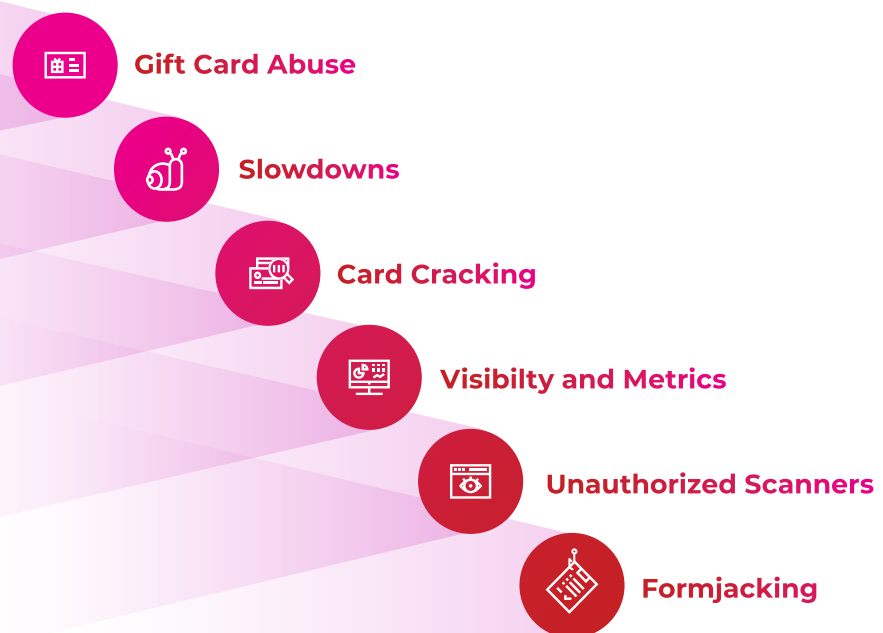 Gift Card Abuse
Slowdowns
Card Cracking
Visibilty and Metrics
Unauthorized Scanners
Formjacking